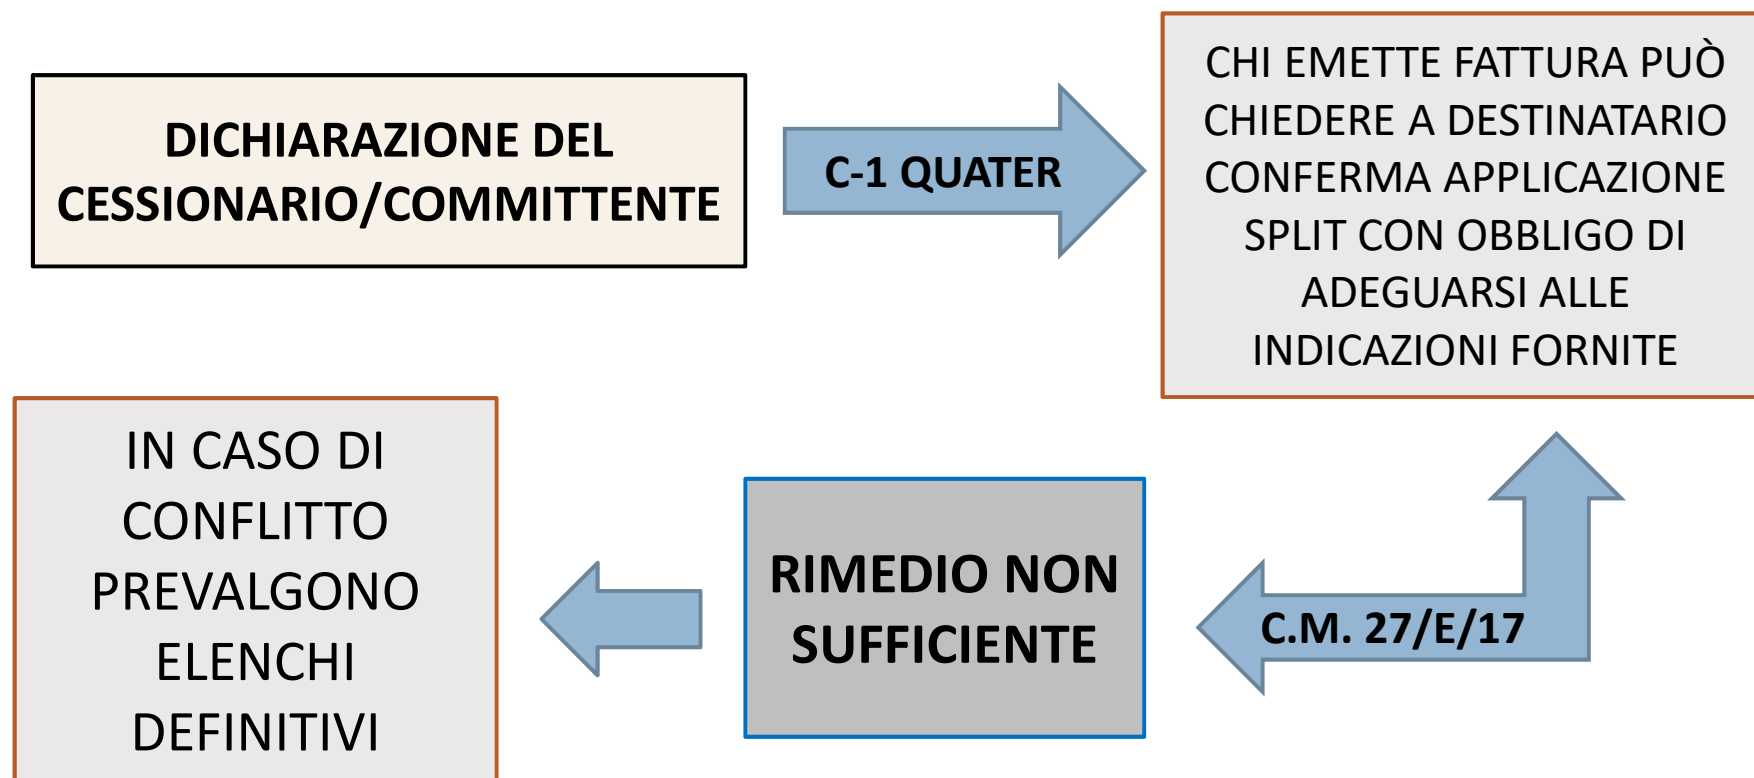 DICHIARAZIONE DEL
CESSIONARIO/COMMITTENTE
C-1 QUATER
CHI EMETTE FATTURA PUÒ
CHIEDERE A DESTINATARIO
CONFERMA APPLICAZIONE
SPLIT CON OBBLIGO DI
ADEGUARSI ALLE
INDICAZIONI FORNITE
C.M. 27/E/17
RIMEDIO NON
SUFFICIENTE
IN CASO DI
CONFLITTO
PREVALGONO
ELENCHI
DEFINITIVI